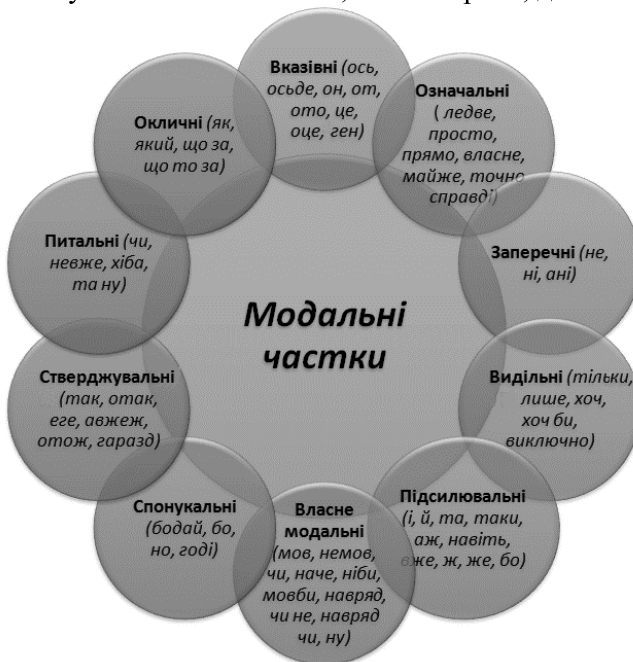 Вказівні (ось,
осьде, он, от,
ото, це,
оце, ген)
Означальні
( ледве,
просто,
прямо, власне,
майже, точно
справді)
Заперечні (не,
ні, ані)
Видільні (тільки,
лише, хоч,
хоч би,
виключно)
Підсилювальні
(і, й, та, таки,
аж, навіть,
вже, ж, же, бо)
Власне
модальні
(мов, немов,
чи, наче, ніби,
мовби, навряд,
чи не, навряд
чи, ну)
Спонукальні
(бодай, бо,
но, годі)
Стверджувальні
(так, отак,
еге, авжеж,
отож, гаразд)
Питальні (чи,
невже, хіба,
та ну)
Окличні (як,
який, що за,
що то за)
Модальні
частки